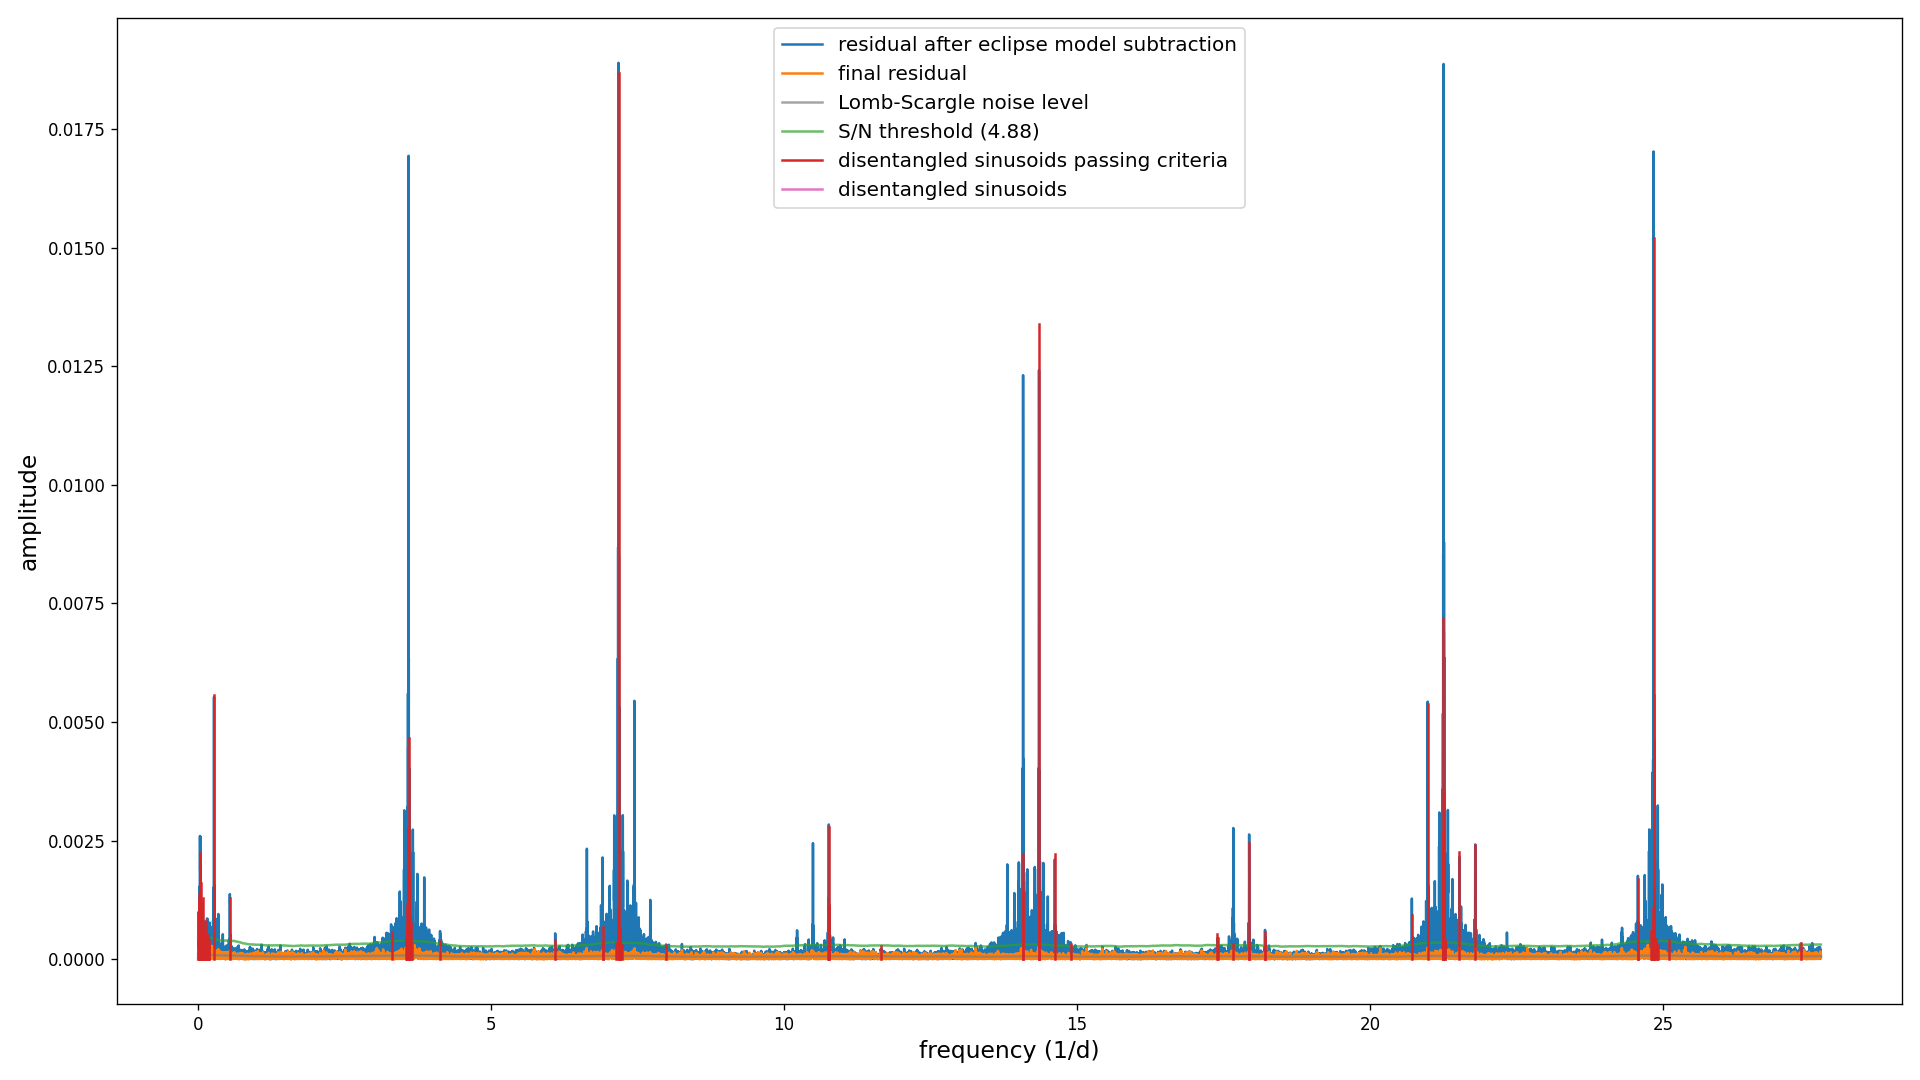 residual after eclipse model subtraction
final residual
Lomb-Scargle noise level
S/N threshold (4.88)
disentangled sinusoids passing criteria
disentangled sinusoids
0.0175
0.0150
0.0125
0.0100
0.0075
0.0050
0.0025
0.0000
amplitude
0 5 10 15 20 25
frequency (1/d)